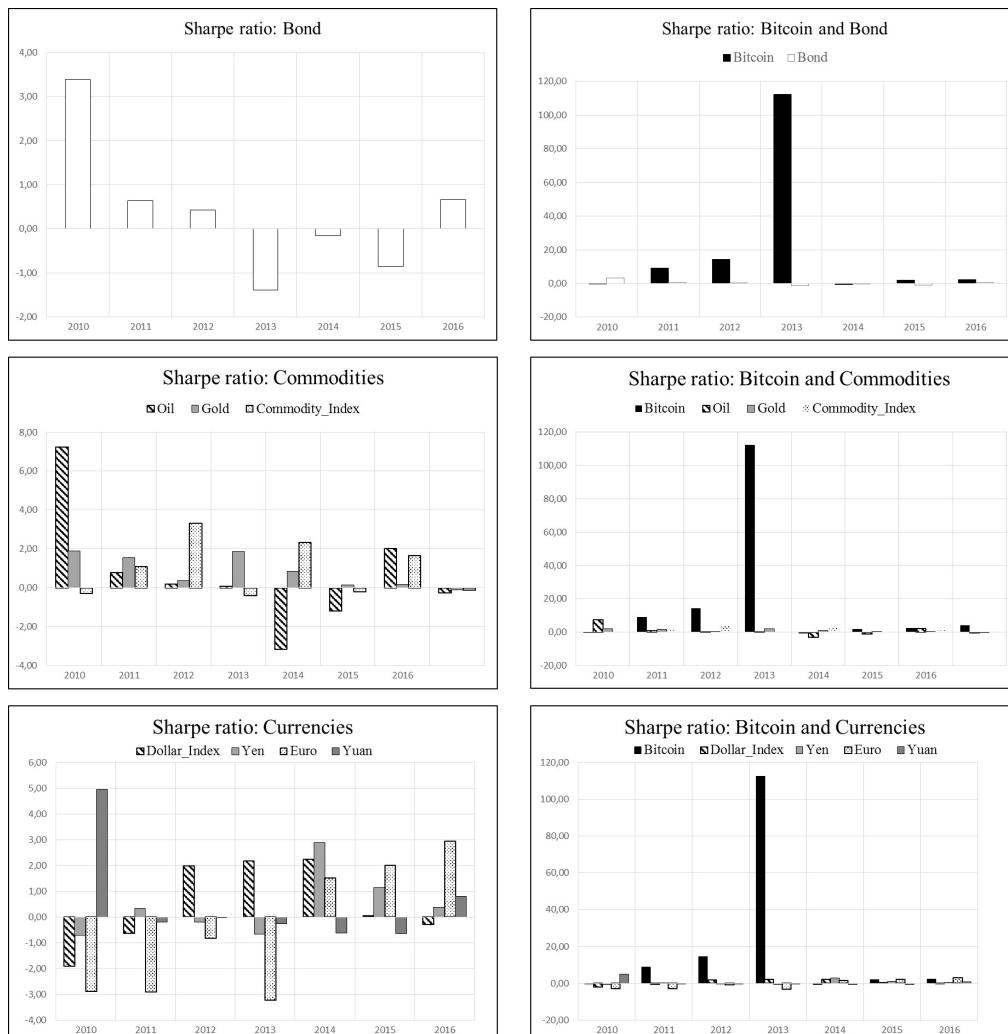 Sharpe ratio: Bond
4,00
3,00
2,00
1,00
0,00
-1,00
-2,00
2010 2011 2012 2013 2014 2015 2016
Sharpe ratio: Bitcoin and Bond
Bitcoin Bond
120,00
100,00
80,00
60,00
40,00
20,00
0,00
-20,00
2010 2011 2012 2013 2014 2015 2016
Sharpe ratio: Commodities
Oil Gold Commodity_Index
8,00
6,00
4,00
2,00
0,00
-2,00
-4,00
2010 2011 2012 2013 2014 2015 2016
Sharpe ratio: Bitcoin and Commodities
Bitcoin Oil Gold Commodity_Index
120,00
100,00
80,00
60,00
40,00
20,00
0,00
-20,00
2010 2011 2012 2013 2014 2015 2016
Sharpe ratio: Currencies
Dollar_Index Yen Euro Yuan
6,00
5,00
4,00
3,00
2,00
1,00
0,00
-1,00
-2,00
-3,00
-4,00
2010 2011 2012 2013 2014 2015 2016
Sharpe ratio: Bitcoin and Currencies
Bitcoin Dollar_Index Yen Euro Yuan
120,00
100,00
80,00
60,00
40,00
20,00
0,00
-20,00
2010 2011 2012 2013 2014 2015 2016